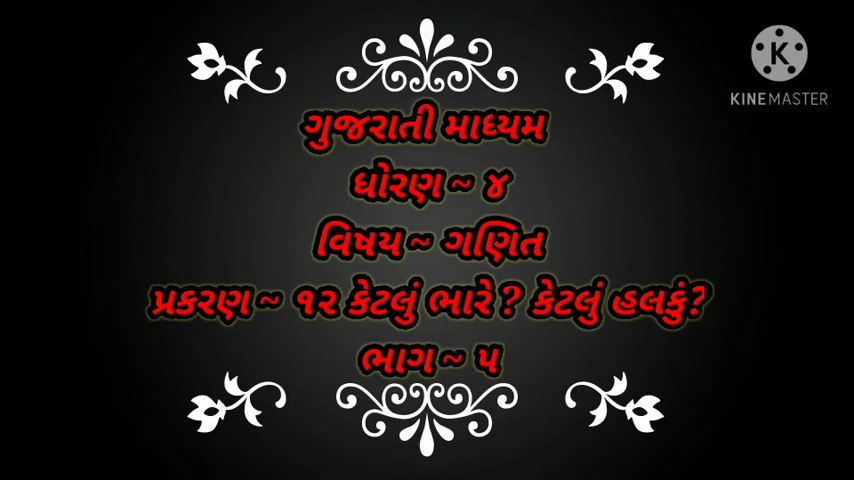 KINEMASTER
ગુજરાતી માધ્યમ
ધોરણ ~ ૪
વિષય ~ ગણિત
પ્રકરણ ~ ૧૨ કેટલું ભારે ? કેટલું હલકું?
ભાગ ~ ૫